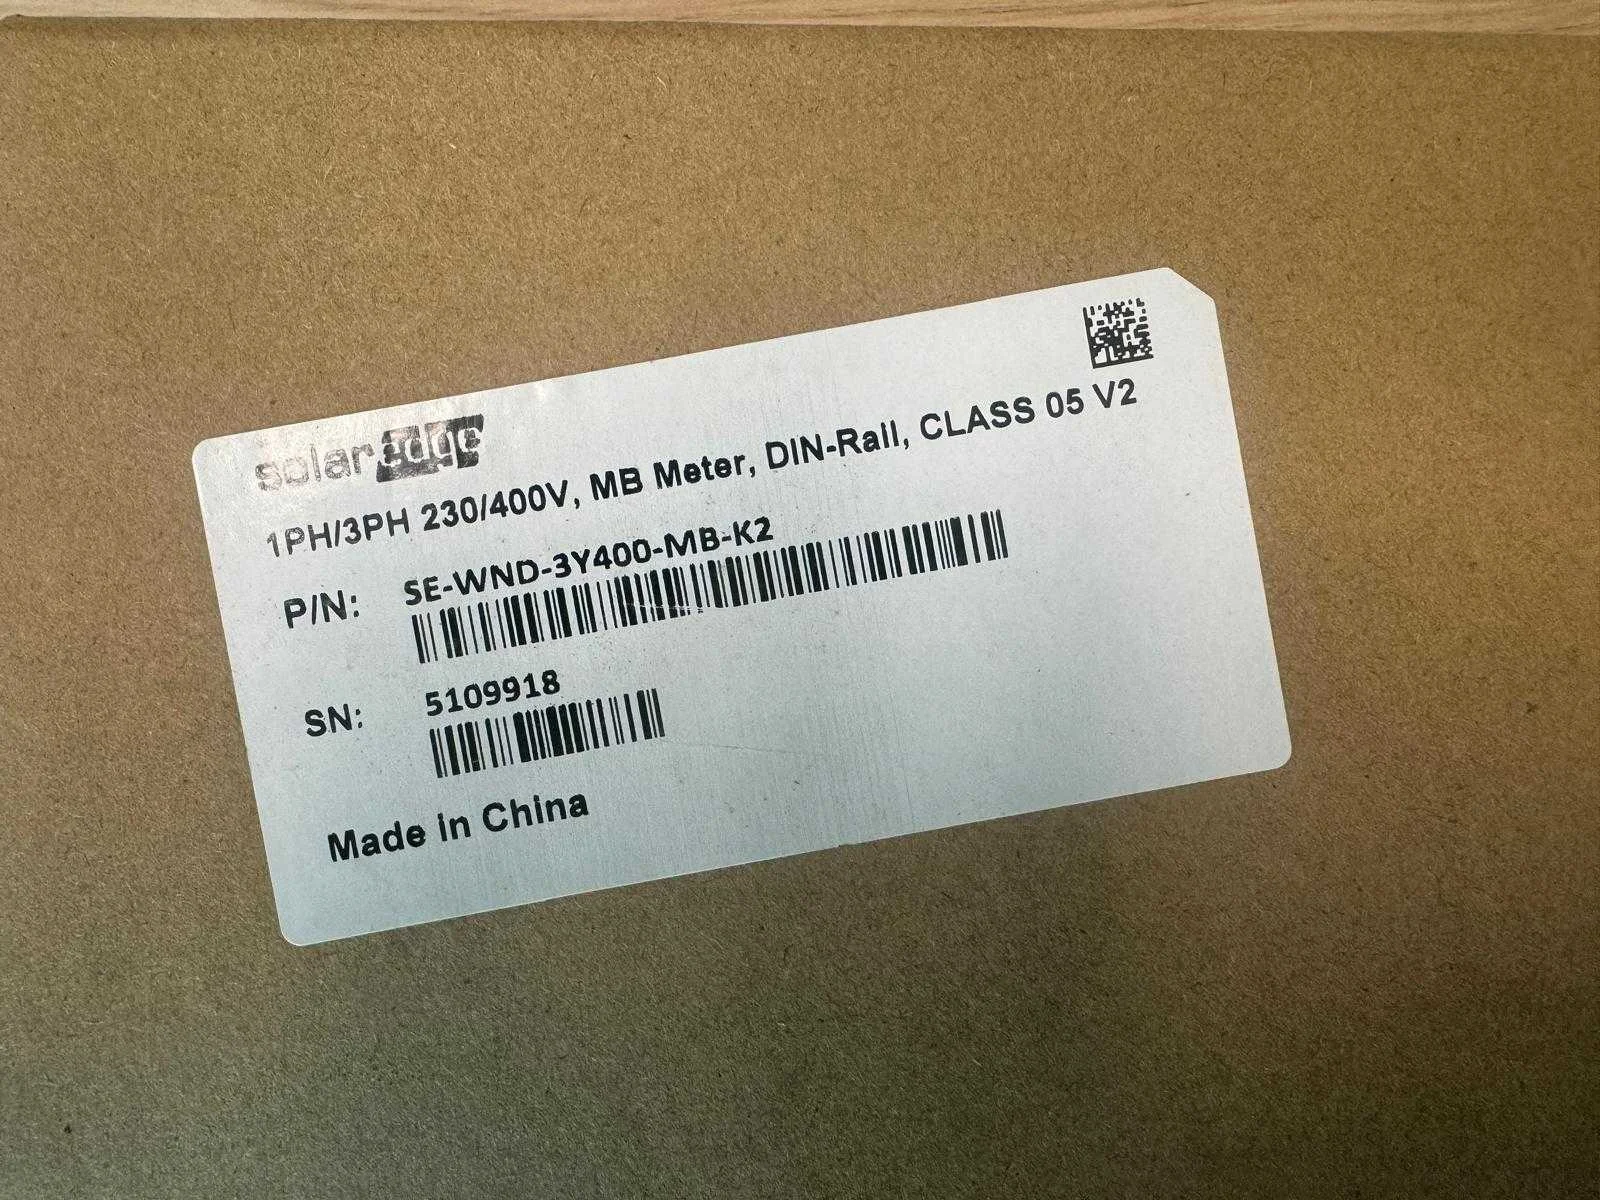 solaredge
1PH/3PH 230/400V, MB Meter, DIN-Rail, CLASS 05 V2
P/N: SE-WND-3Y400-MB-K2
SN: 5109918
Made in China